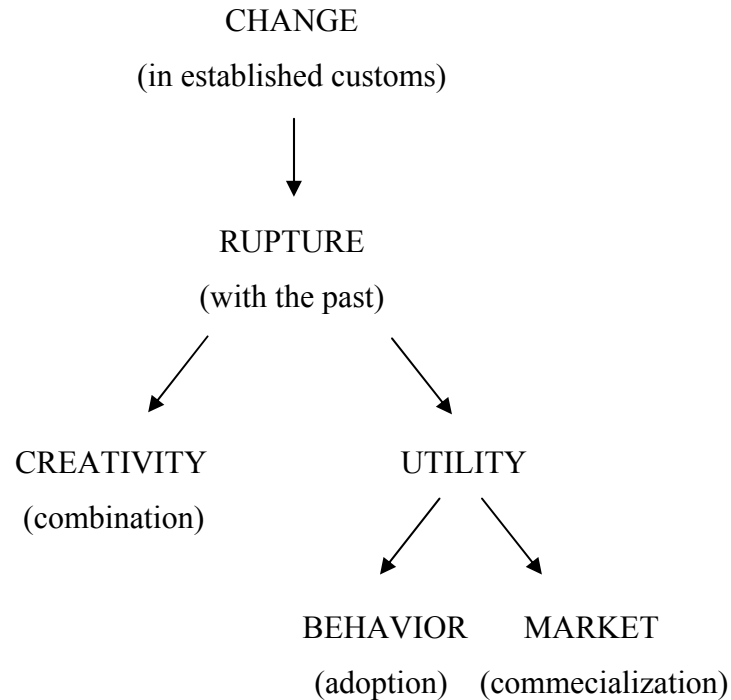 CHANGE
(in established customs)
RUPTURE
(with the past)
CREATIVITY UTILITY
(combination)
BEHAVIOR MARKET
(adoption) (commecialization)